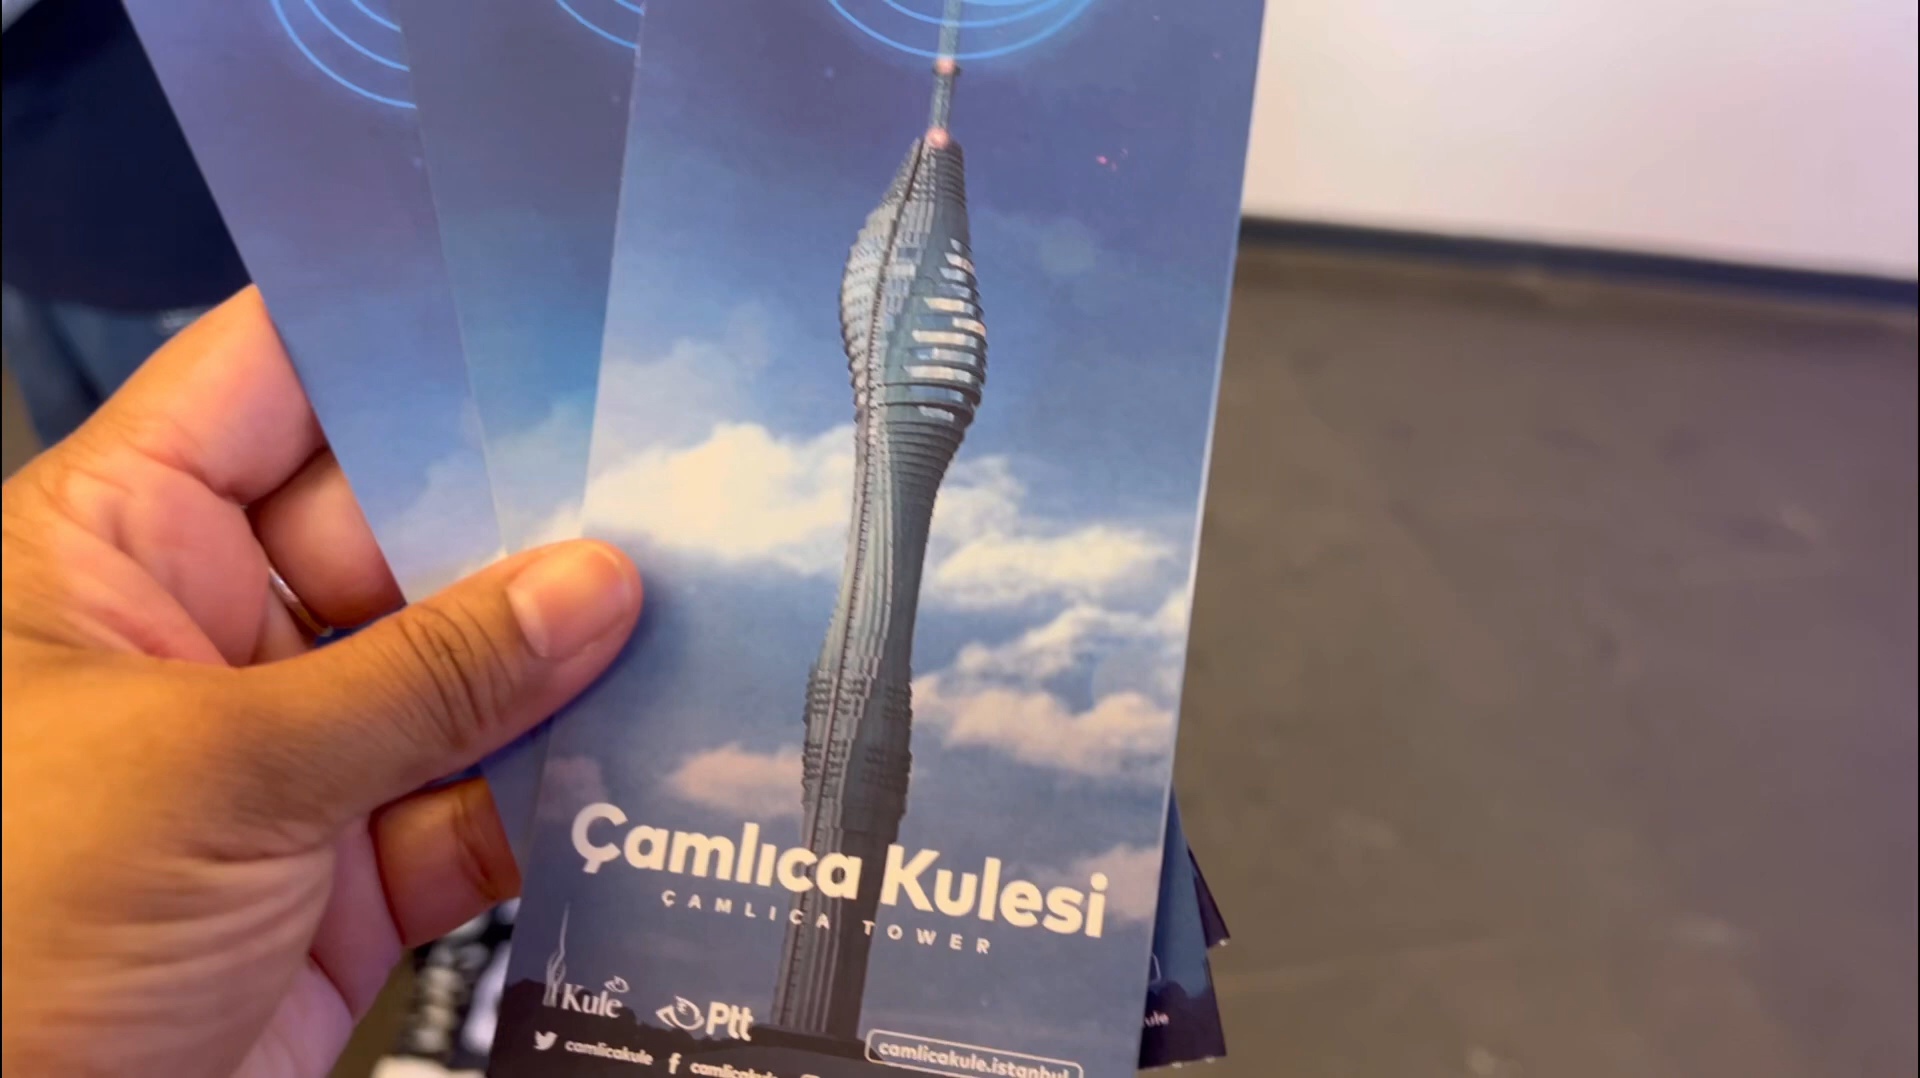 Çamlıca Kulesi
ÇAMLICA TOWER
Kule
Ptt
camlicakule
camlicakule.istanbul